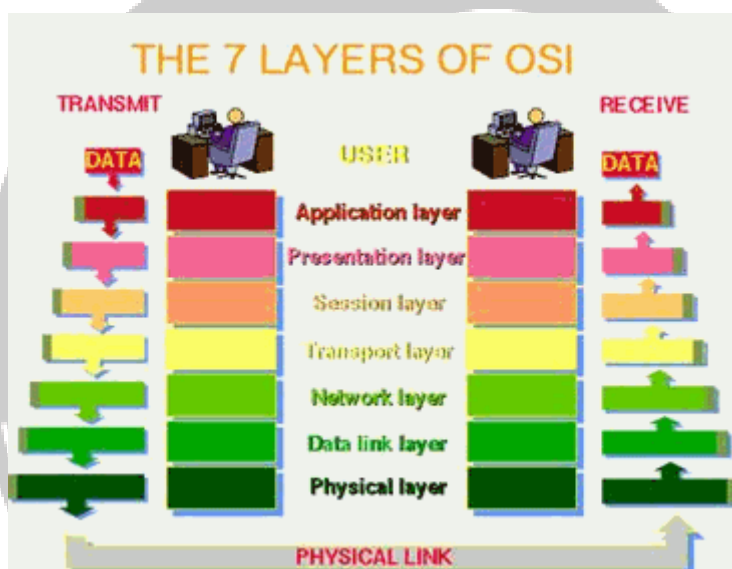 THE 7 LAYERS OF OSI
TRANSMIT
RECEIVE
DATA
USER
DATA
Application layer
Presentation layer
Session layer
Transport layer
Network layer
Data link layer
Physical layer
PHYSICAL LINK